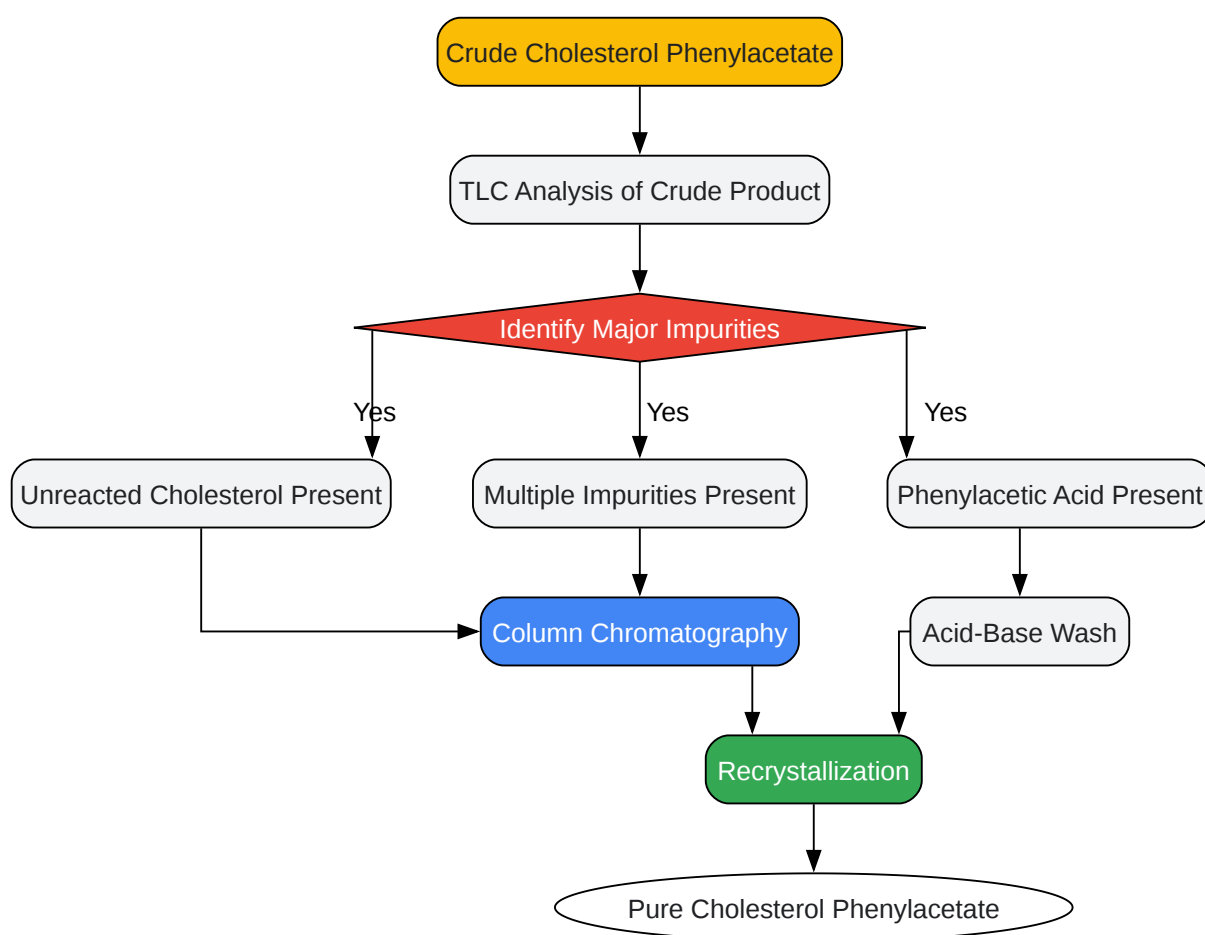 Crude Cholesterol Phenylacetate
TLC Analysis of Crude Product
Identify Major Impurities
Yes
Yes
Yes
Unreacted Cholesterol Present
Multiple Impurities Present
Phenylacetic Acid Present
Column Chromatography
Acid-Base Wash
Recrystallization
Pure Cholesterol Phenylacetate